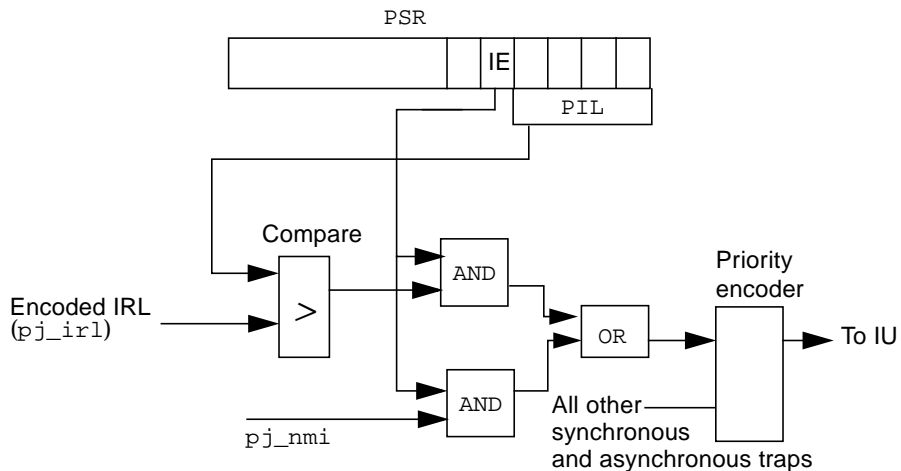 PSR
IE
PIL
Compare
>
Encoded IRL
(pj_irl)
AND
OR
Priority
encoder
To IU
AND
pj_nmi
All other
synchronous
and asynchronous traps